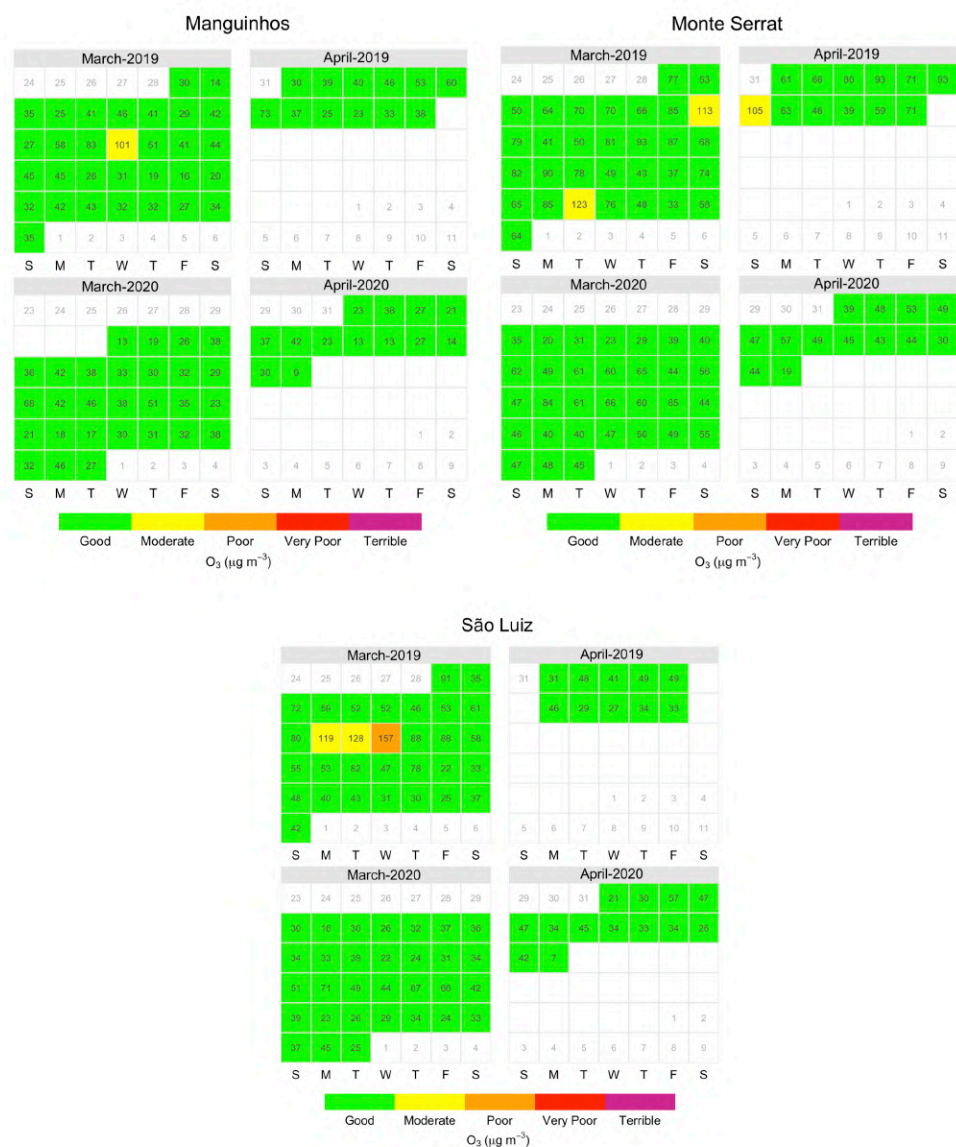 Manguinhos
March-2019
24 25 26 27 28 30 14
35 25 41 46 41 29 42
27 58 83 101 61 41 44
45 45 26 31 19 16 20
32 42 43 32 32 27 34
35 1 2 3 4 5 6
S M T W T F S
April-2019
31 30 39 40 46 53 60
73 37 25 23 33 38
1 2 3 4
5 6 7 8 9 10 11
S M T W T F S
March-2020
23 24 25 26 27 28 29
13 19 26 38
36 42 38 33 30 32 29
68 42 46 38 51 35 23
21 18 17 30 31 32 38
32 46 27 1 2 3 4
S M T W T F S
April-2020
29 30 31 23 36 27 21
37 42 23 13 13 27 14
30 9
1 2
3 4 5 6 7 8 9
S M T W T F S
Good Moderate Poor Very Poor Terrible
O₃ (µg m⁻³)
Monte Serrat
March-2019
24 25 26 27 28 77 53
50 64 70 70 66 85 113
79 41 50 81 93 87 68
82 90 78 49 43 37 74
65 85 123 76 48 33 58
64 1 2 3 4 5 6
S M T W T F S
April-2019
31 61 66 80 93 71 93
105 63 46 39 59 71
1 2 3 4
5 6 7 8 9 10 11
S M T W T F S
March-2020
23 24 25 26 27 28 29
35 20 31 23 29 39 40
62 49 61 60 65 44 56
47 84 61 66 60 65 44
46 40 40 47 56 49 55
47 48 45 1 2 3 4
S M T W T F S
April-2020
29 30 31 39 48 53 49
47 57 49 45 43 44 30
44 19
1 2
3 4 5 6 7 8 9
S M T W T F S
Good Moderate Poor Very Poor Terrible
O₃ (µg m⁻³)
São Luiz
March-2019
24 25 26 27 28 91 35
72 59 52 52 46 53 61
80 119 128 157 88 88 58
55 53 82 47 78 22 33
48 40 43 31 30 25 37
42 1 2 3 4 5 6
S M T W T F S
April-2019
31 31 48 41 49 49
46 29 27 34 33
1 2 3 4
5 6 7 8 9 10 11
S M T W T F S
March-2020
23 24 25 26 27 28 29
30 16 30 26 32 37 36
34 33 39 22 24 31 34
51 71 49 44 87 66 42
39 23 26 29 34 24 33
37 45 25 1 2 3 4
S M T W T F S
April-2020
29 30 31 21 30 57 47
47 34 45 34 33 34 26
42 7
1 2
3 4 5 6 7 8 9
S M T W T F S
Good Moderate Poor Very Poor Terrible
O₃ (µg m⁻³)